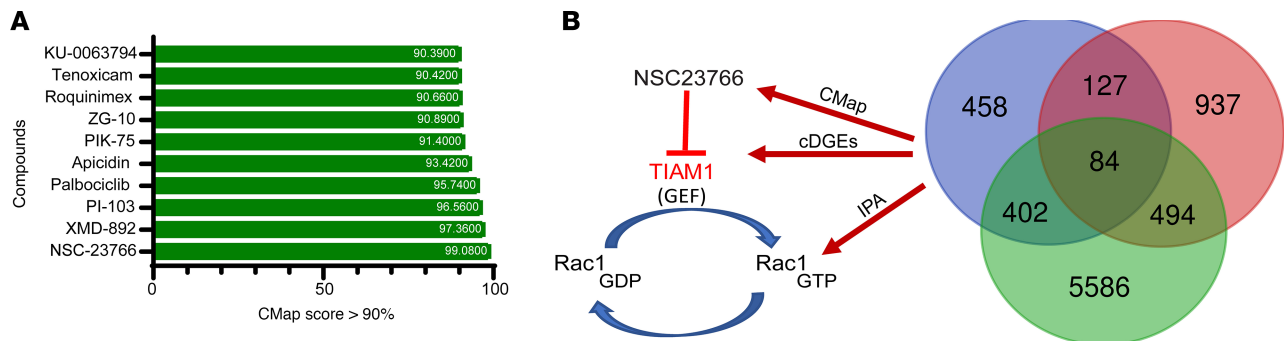 A
Compounds
KU-0063794 90.3900
Tenoxicam 90.4200
Roquinimex 90.6600
ZG-10 90.8900
PIK-75 91.4000
Apicidin 93.4200
Palbociclib 95.7400
PI-103 96.5600
XMD-892 97.3600
NSC-23766 99.0800
0 50 100
CMap score > 90%
B
NSC23766
CMap
cDGEs
TIAM1
(GEF)
IPA
Rac1
GDP
Rac1
GTP
458
127
937
84
402
494
5586